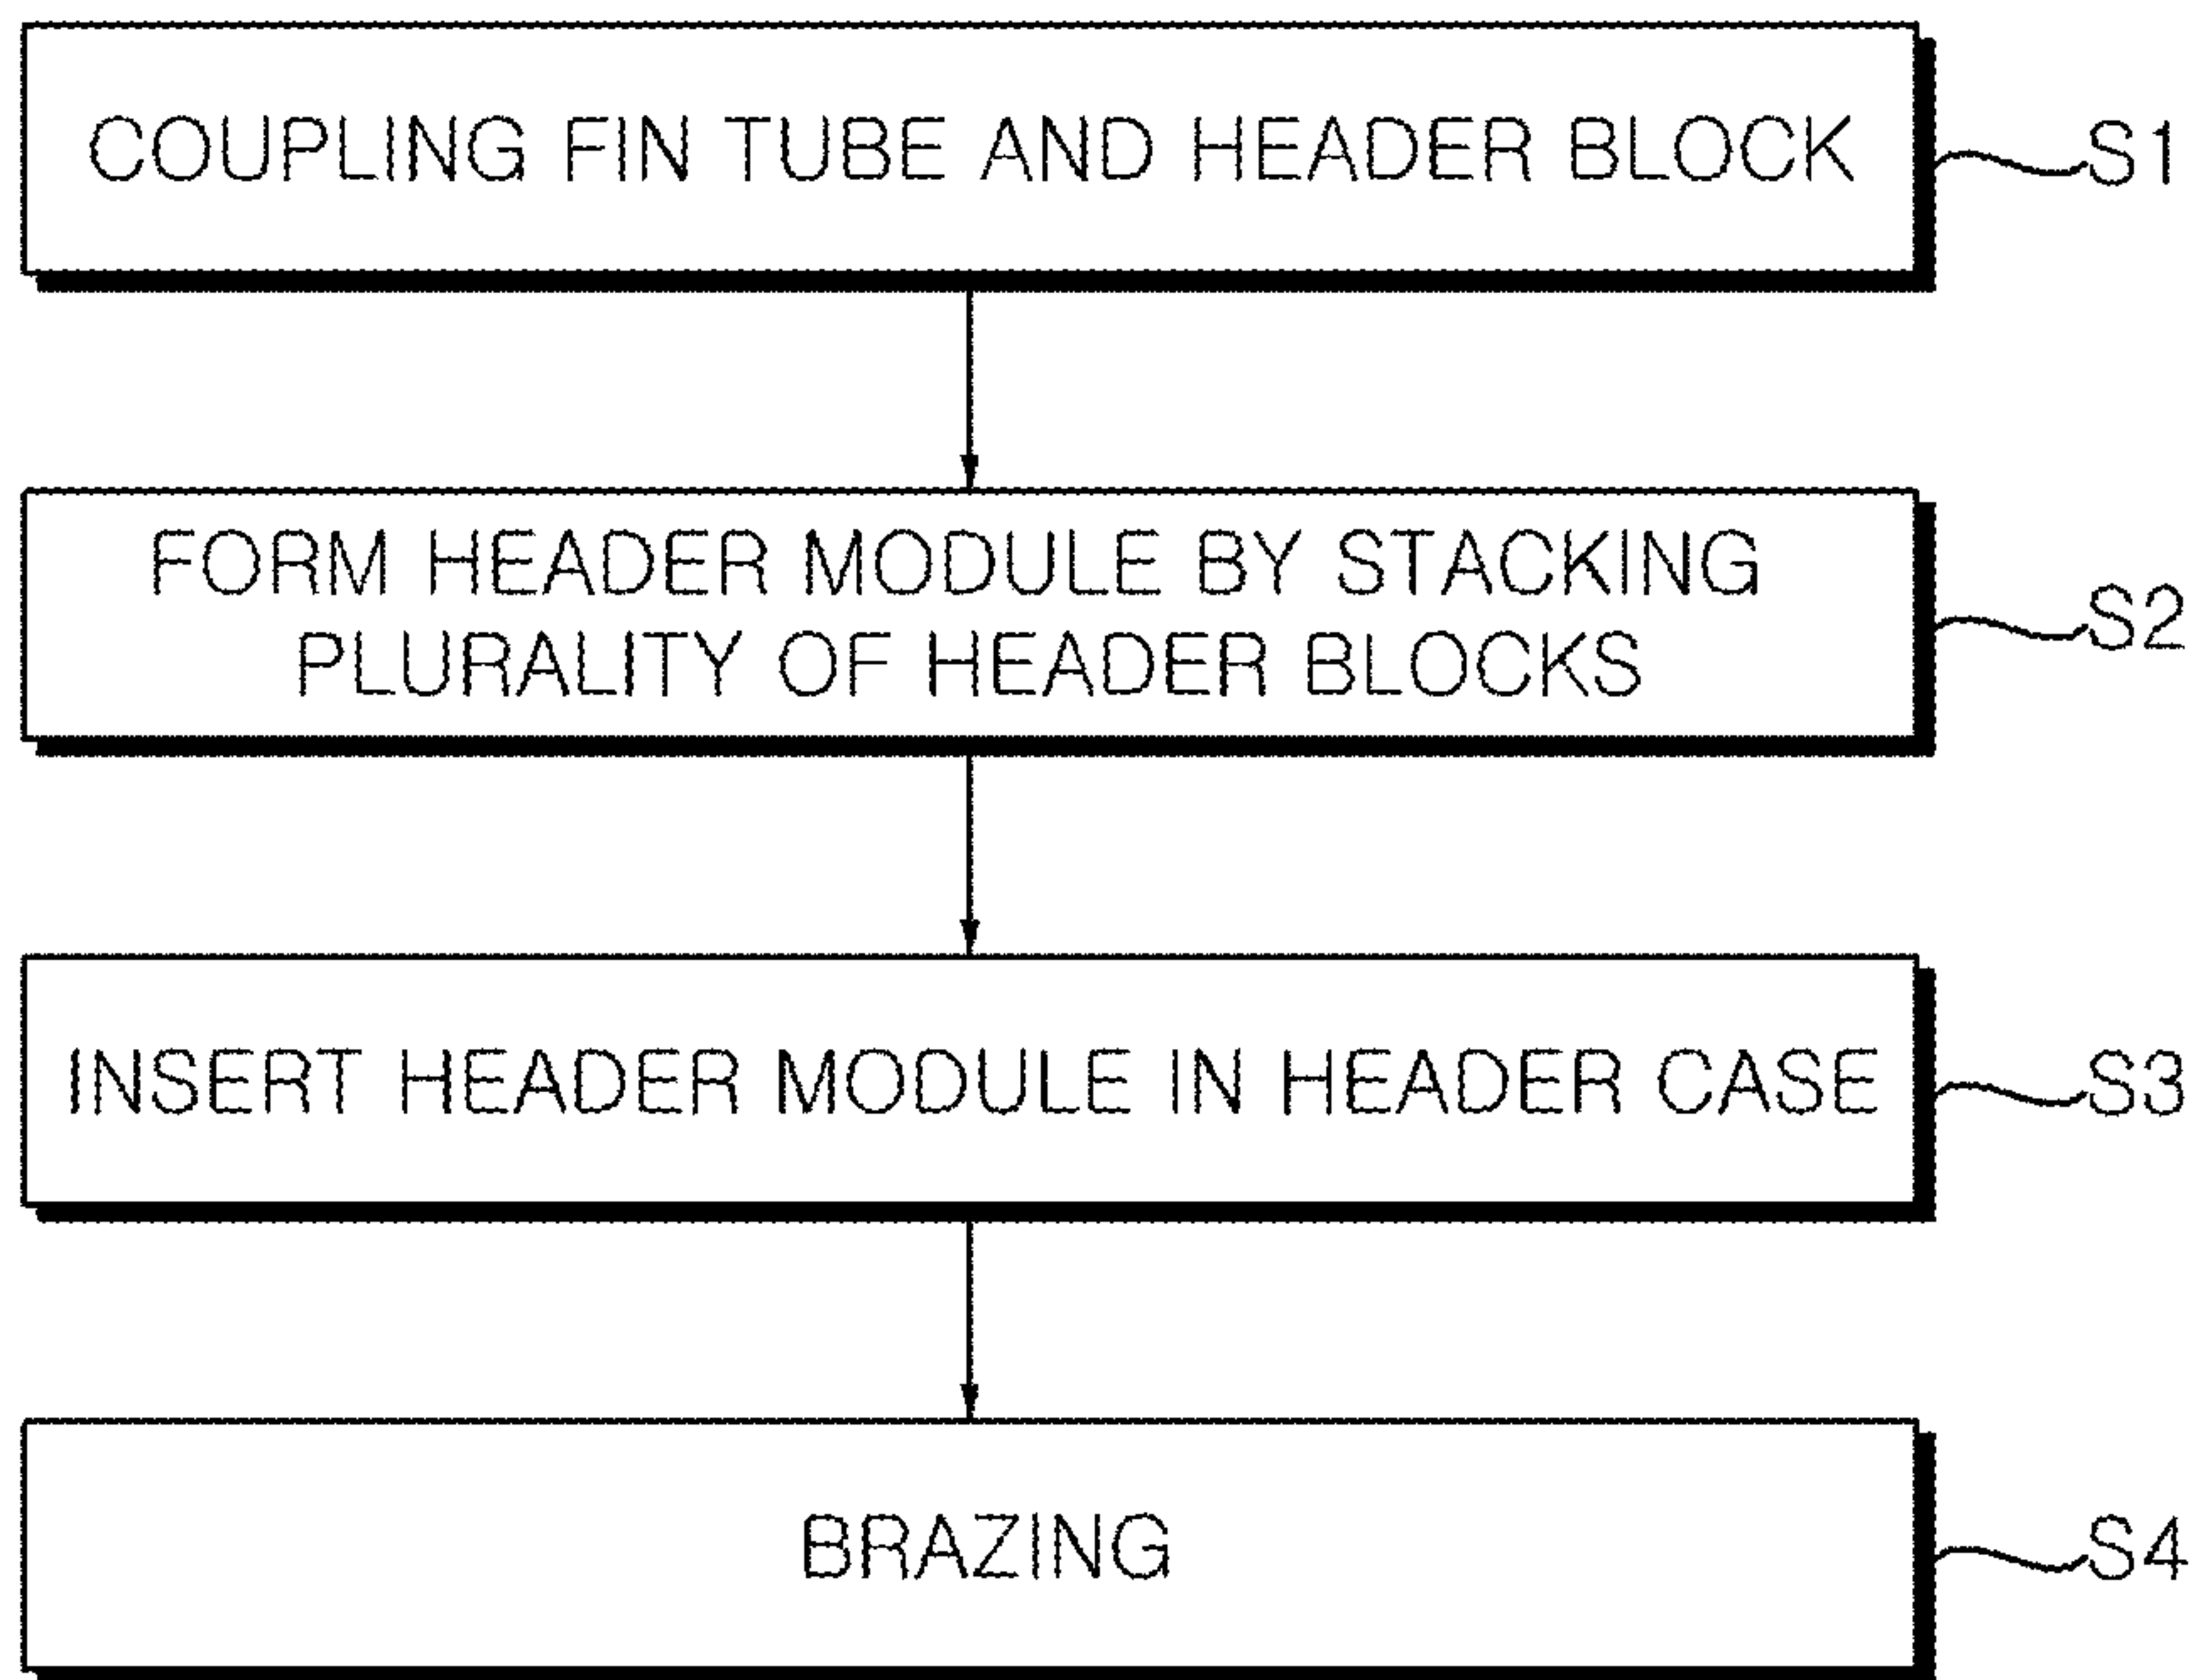 COUPLING FIN TUBE AND HEADER BLOCK
S1
FORM HEADER MODULE BY STACKING
PLURALITY OF HEADER BLOCKS
S2
INSERT HEADER MODULE IN HEADER CASE
S3
BRAZING
S4